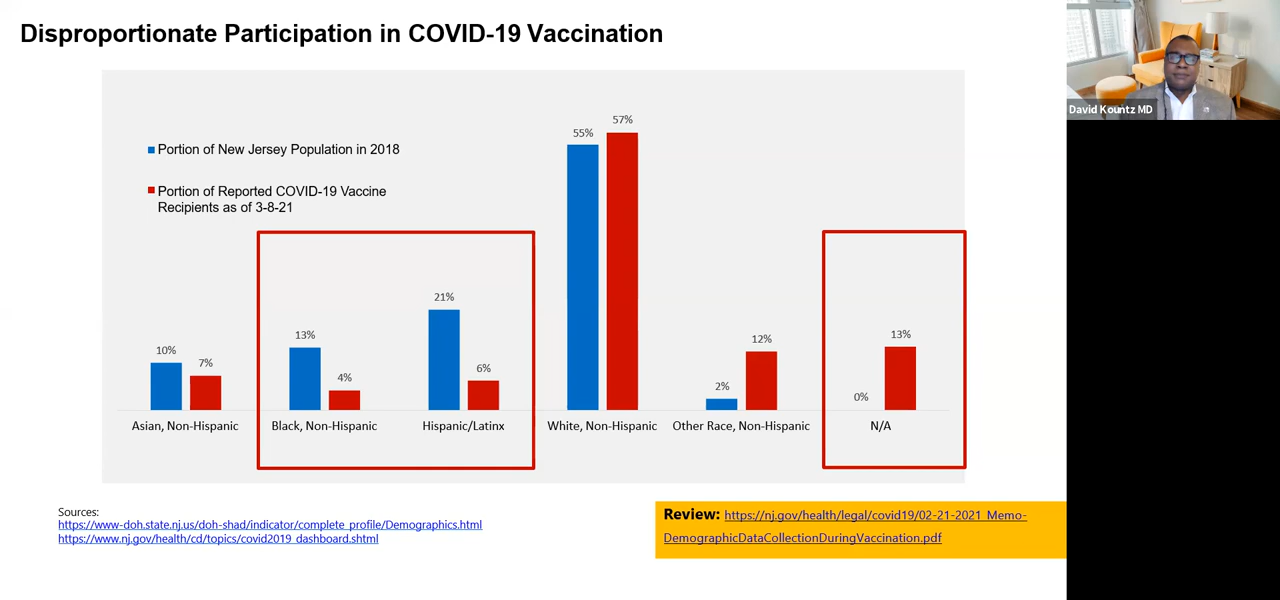 Disproportionate Participation in COVID-19 Vaccination
David Kountz MD
Portion of New Jersey Population in 2018
Portion of Reported COVID-19 Vaccine
Recipients as of 3-8-21
10%
7%
13%
4%
21%
6%
55%
57%
2%
12%
0%
13%
Asian, Non-Hispanic
Black, Non-Hispanic
Hispanic/Latinx
White, Non-Hispanic
Other Race, Non-Hispanic
N/A
Sources:
https://www-doh.state.nj.us/doh-shad/indicator/complete_profile/Demographics.html
https://www.nj.gov/health/cd/topics/covid2019_dashboard.shtml
Review: https://nj.gov/health/legal/covid19/02-21-2021_Memo-
DemographicDataCollectionDuringVaccination.pdf